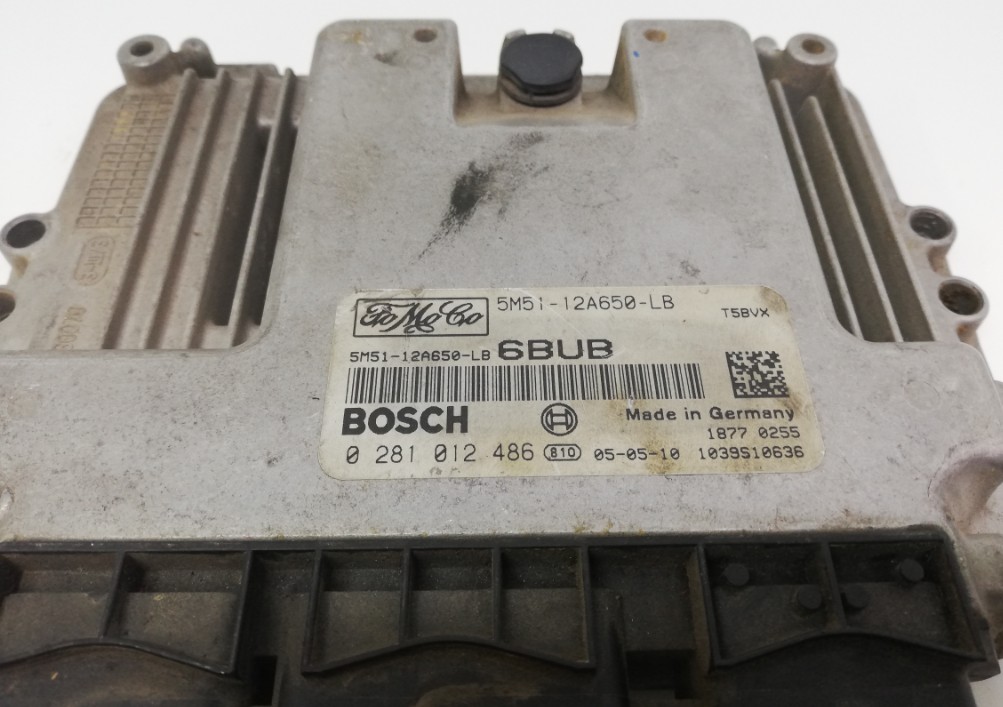 FoMoCo 5M51-12A650-LB T5BVX
5M51-12A650-LB 6BUB
BOSCH Made in Germany
1877 0255
0 281 012 486 810 05-05-10 1039S10636